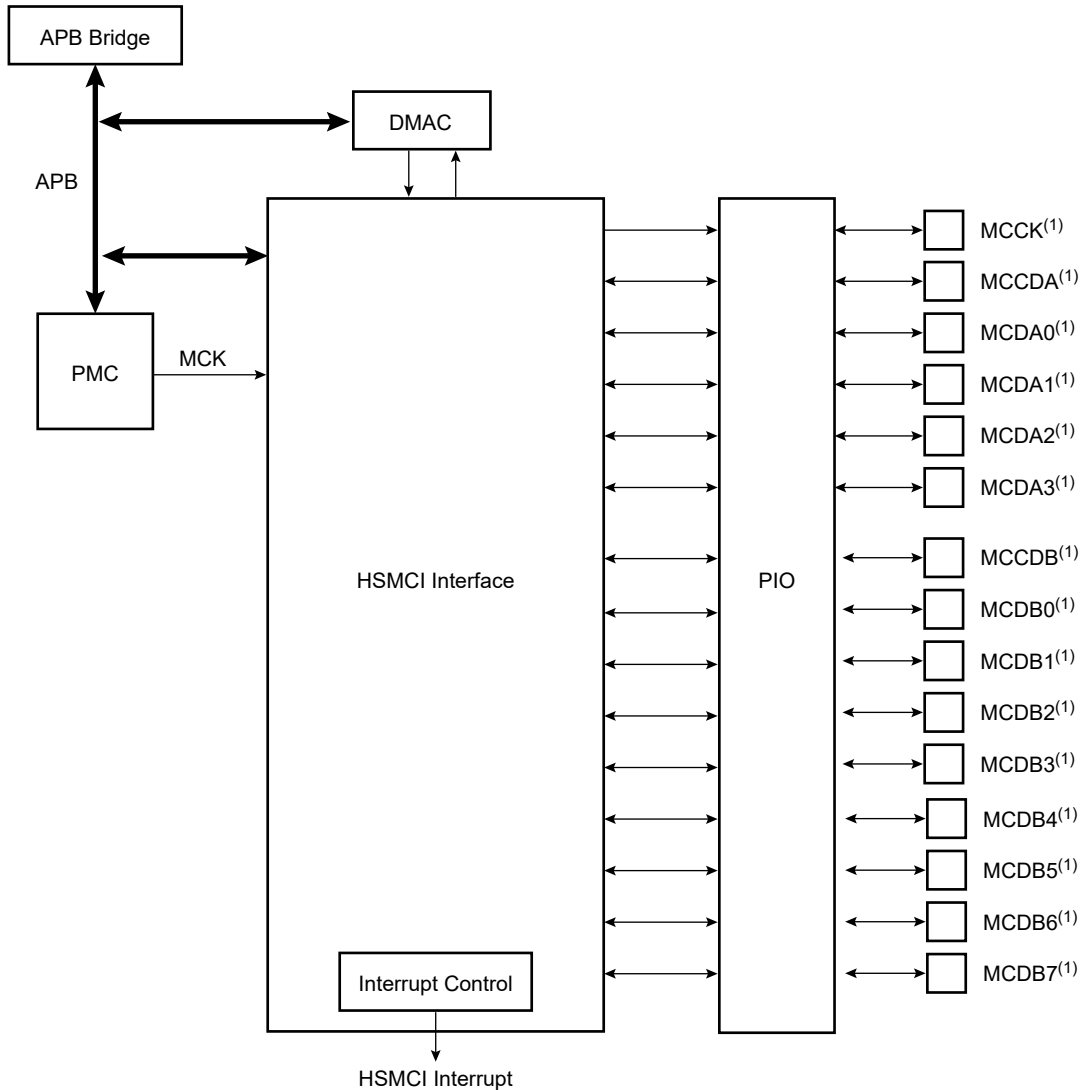 APB Bridge
DMAC
APB
MCCK(1)
MCCDA(1)
MCDA0(1)
PMC
MCK
MCDA1(1)
MCDA2(1)
MCDA3(1)
HSMCI Interface
PIO
MCCDB(1)
MCDB0(1)
MCDB1(1)
MCDB2(1)
MCDB3(1)
MCDB4(1)
MCDB5(1)
MCDB6(1)
MCDB7(1)
Interrupt Control
HSMCI Interrupt